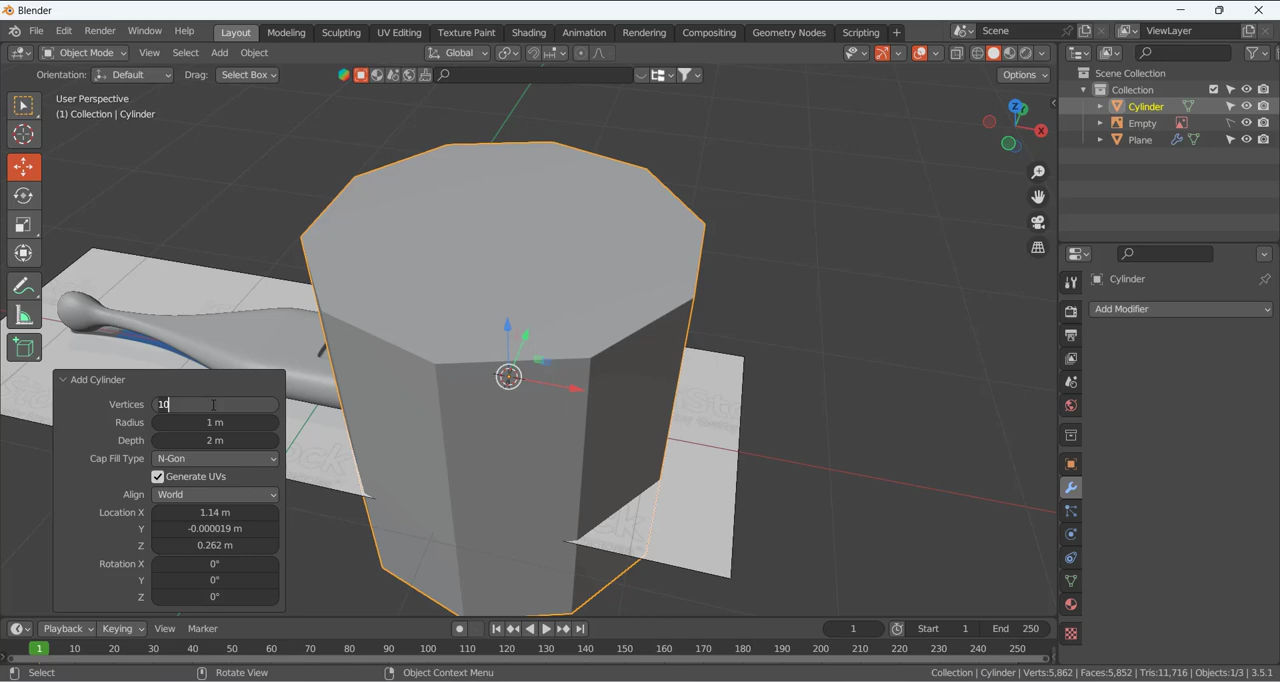 Blender
File Edit Render Window Help Layout Modeling Sculpting UV Editing Texture Paint Shading Animation Rendering Compositing Geometry Nodes Scripting + Scene ViewLayer
Object Mode View Select Add Object Global
Orientation: Default Drag: Select Box Options
User Perspective
(1) Collection | Cylinder
Z
X
Scene Collection
Collection
Cylinder
Empty
Plane
Cylinder
Add Modifier
Add Cylinder
Vertices 10
Radius 1 m
Depth 2 m
Cap Fill Type N-Gon
Generate UVs
Align World
Location X 1.14 m
Y -0.000019 m
Z 0.262 m
Rotation X 0°
Y 0°
Z 0°
Playback Keying View Marker 1 Start 1 End 250
1 10 20 30 40 50 60 70 80 90 100 110 120 130 140 150 160 170 180 190 200 210 220 230 240 250
Select Rotate View Object Context Menu Collection | Cylinder | Verts:5,862 | Faces:5,852 | Tris:11,716 | Objects:1/3 | 3.5.1